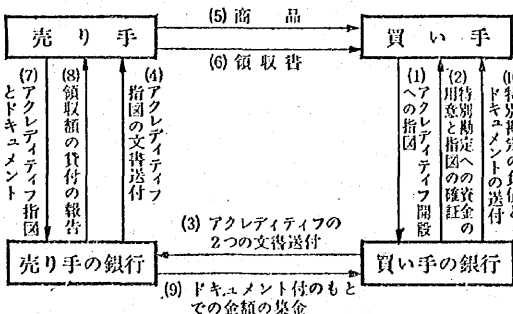 (5) 商品
売り手
買い手
(6) 領収書
(7)アクレディティフ指図
とドキュメント
(8)領収額の貸付の報告
(4)アクレディティフ
指図の文書送付
(1)アクレディティフ開設
への指図
(2)特別勘定への資金の
用意と指図の確証
ドキュメントの送付
(3) アクレディティフの
2つの文書送付
売り手の銀行
買い手の銀行
(9) ドキュメント付のもと
での金額の集金